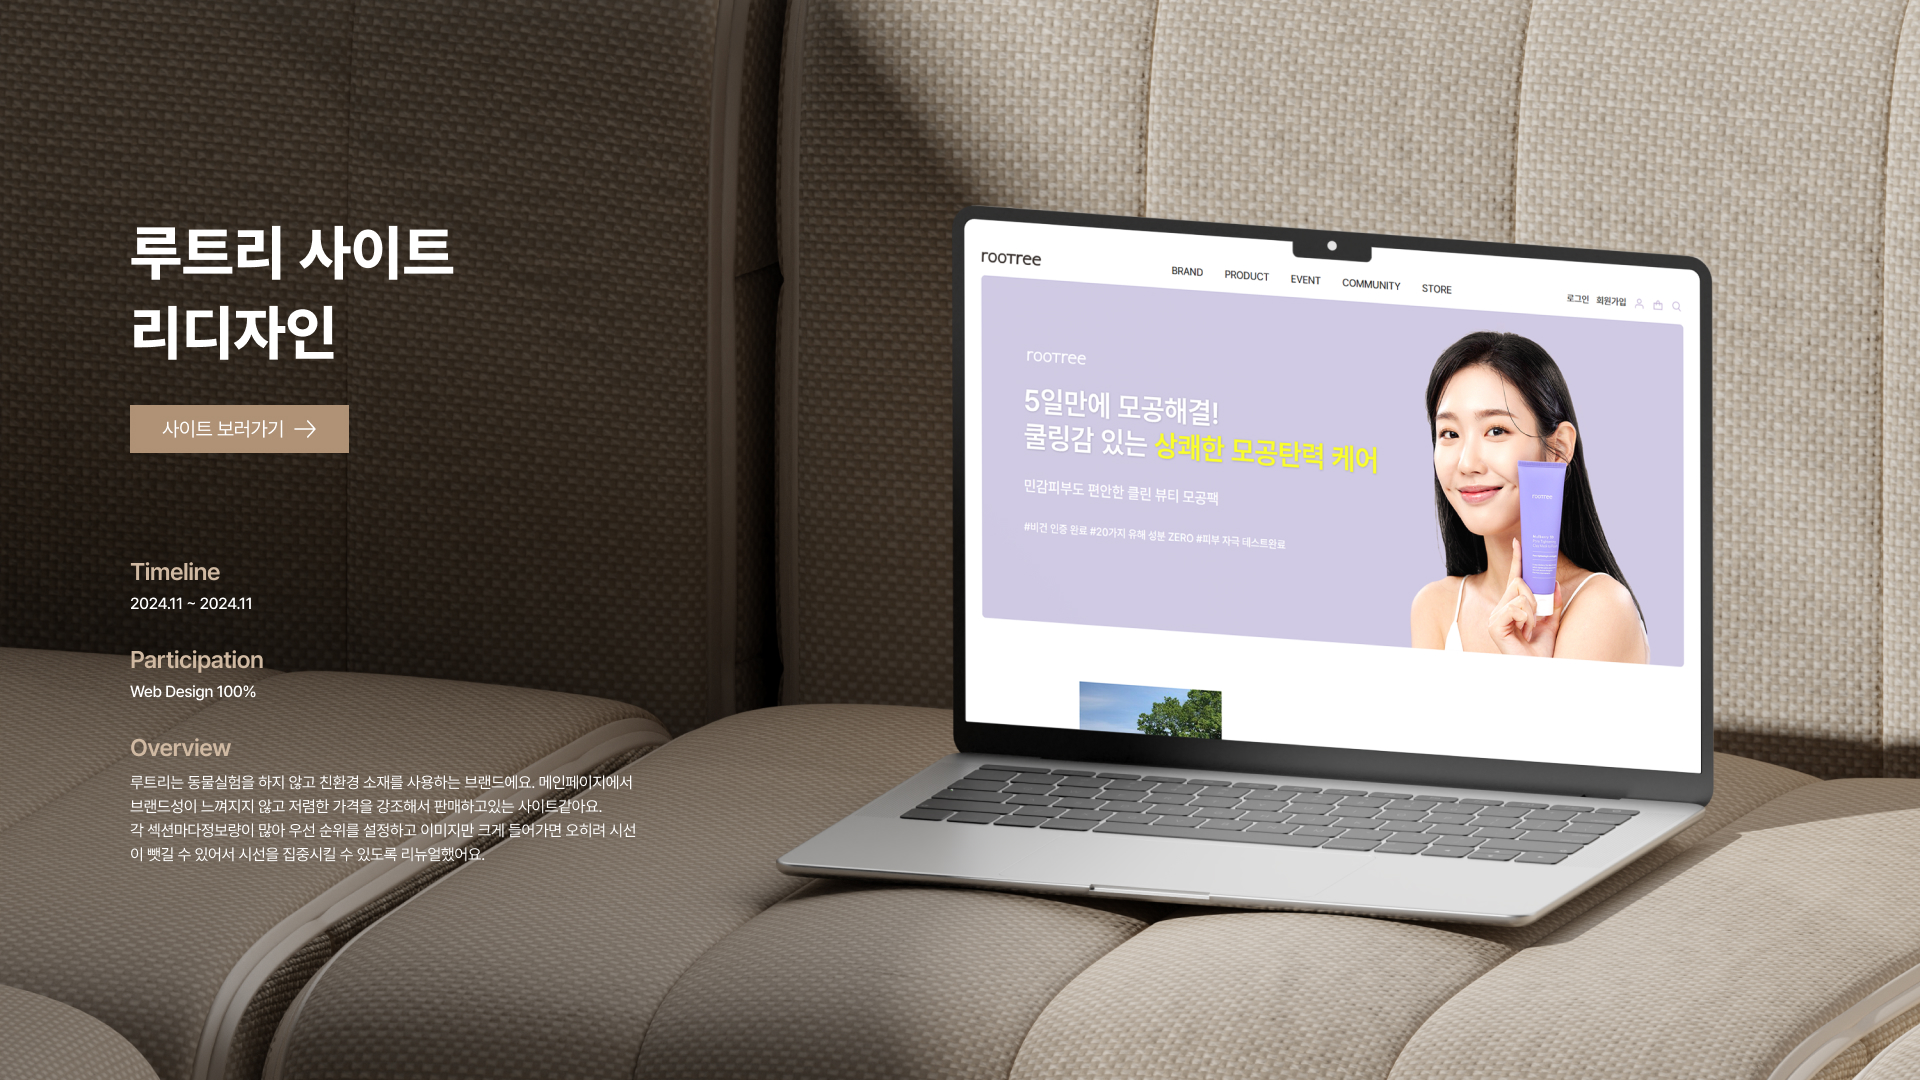 루트리 사이트
리디자인
사이트 보러가기
Timeline
2024.11 ~ 2024.11
Participation
Web Design 100%
Overview
루트리는 동물실험을 하지 않고 친환경 소재를 사용하는 브랜드에요. 메인페이지에서
브랜드성이 느껴지지 않고 저렴한 가격을 강조해서 판매하고있는 사이트같아요.
각 섹션마다정보량이 많아 우선 순위를 설정하고 이미지만 크게 들어가면 오히려 시선
이 뺏길 수 있어서 시선을 집중시킬 수 있도록 리뉴얼했어요.
rooTree
BRAND PRODUCT EVENT COMMUNITY STORE
로그인 회원가입
rooTree
5일만에 모공해결!
쿨링감 있는 상쾌한 모공탄력 케어
민감피부도 편안한 클린 뷰티 모공팩
#비건 인증 완료 #20가지 유해 성분 ZERO #피부 자극 테스트완료
rooTree